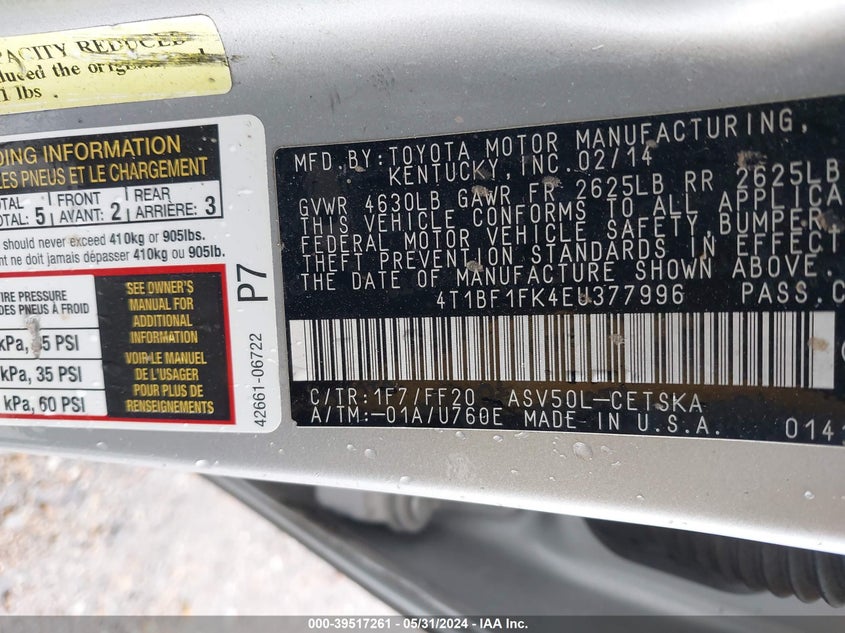 PACITY REDUCED
duced the
1 lbs
DING INFORMATION
LES PNEUS ET LE CHARGEMENT
TOTAL
TOTAL: 5
FRONT
AVANT: 2
REAR
ARRIÈRE: 3
should never exceed 410kg or 905lbs.
nt ne doit jamais dépasser 410kg ou 905lb.
TIRE PRESSURE
DES PNEUS À FROID
kPa, 35 PSI
kPa, 35 PSI
kPa, 60 PSI
SEE OWNER'S
MANUAL FOR
ADDITIONAL
INFORMATION
VOIR LE MANUEL
DE L'USAGER
POUR PLUS DE
RENSEIGNEMENTS
P7
42661-06722
MFD. BY: TOYOTA MOTOR MANUFACTURING,
KENTUCKY, INC. 02/14
GVWR 4630LB GAWR FR 2625LB RR 2625LB
THIS VEHICLE CONFORMS TO ALL APPLICA
FEDERAL MOTOR VEHICLE SAFETY, BUMPER,
THEFT PREVENTION STANDARDS IN EFFECT
THE DATE OF MANUFACTURE SHOWN ABOVE.
4T1BF1FK4EU377996 PASS.C
C/TR: 1F7/FF20 ASV50L-CETSKA
A/TM:-01A/U760E MADE IN U.S.A.
014
000-39517261 - 05/31/2024 - IAA Inc.